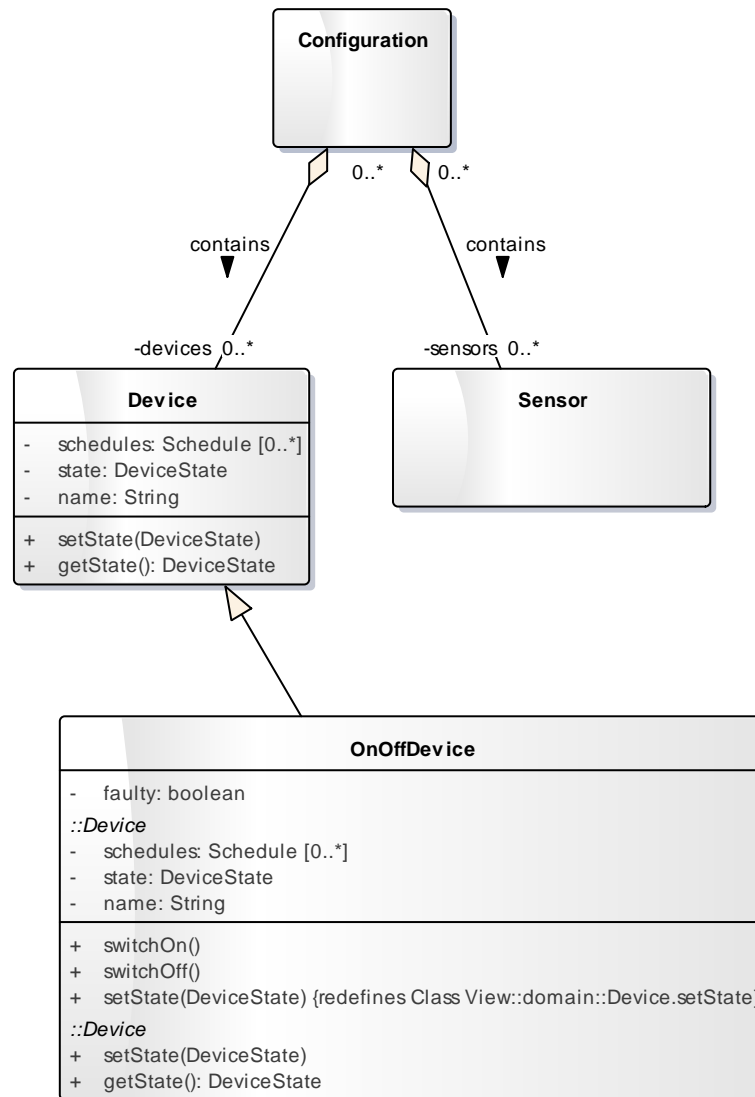 Configuration
0..* 0..*
contains contains
-devices 0..* -sensors 0..*
Device
- schedules: Schedule [0..*]
- state: DeviceState
- name: String
+ setState(DeviceState)
+ getState(): DeviceState
Sensor
OnOffDevice
- faulty: boolean
::Device
- schedules: Schedule [0..*]
- state: DeviceState
- name: String
+ switchOn()
+ switchOff()
+ setState(DeviceState) {redefines Class View::domain::Device.setState}
::Device
+ setState(DeviceState)
+ getState(): DeviceState